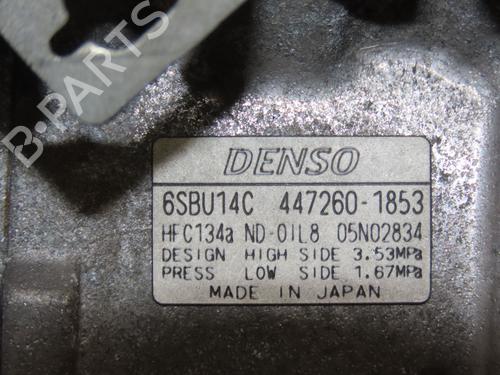 B-PARTS
DENSO
6SBU14C 447260-1853
HFC134a ND-OIL8 05N02834
DESIGN HIGH SIDE 3.53MPa
PRESS LOW SIDE 1.67MPa
MADE IN JAPAN